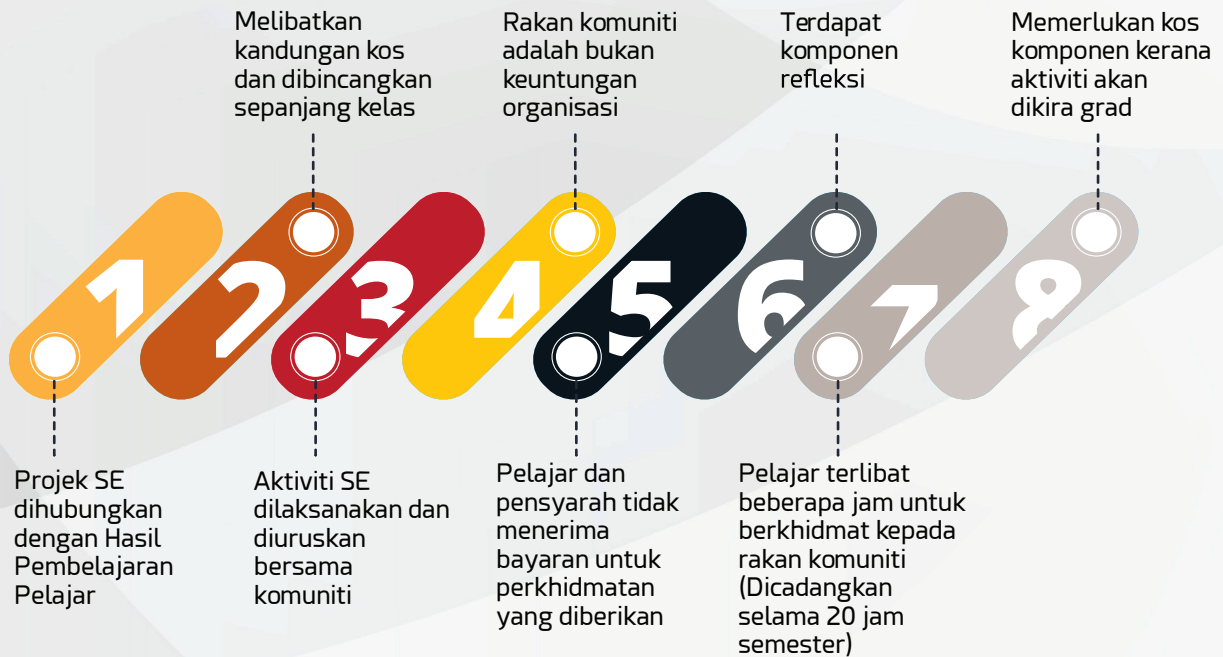 Melibatkan
kandungan kos
dan dibincangkan
sepanjang kelas
Rakan komuniti
adalah bukan
keuntungan
organisasi
Terdapat
komponen
refleksi
Memerlukan kos
komponen kerana
aktiviti akan
dikira grad
1
2
3
4
5
6
7
8
Projek SE
dihubungkan
dengan Hasil
Pembelajaran
Pelajar
Aktiviti SE
dilaksanakan dan
diuruskan
bersama
komuniti
Pelajar dan
pensyarah tidak
menerima
bayaran untuk
perkhidmatan
yang diberikan
Pelajar terlibat
beberapa jam untuk
berkhidmat kepada
rakan komuniti
(Dicadangkan
selama 20 jam
semester)